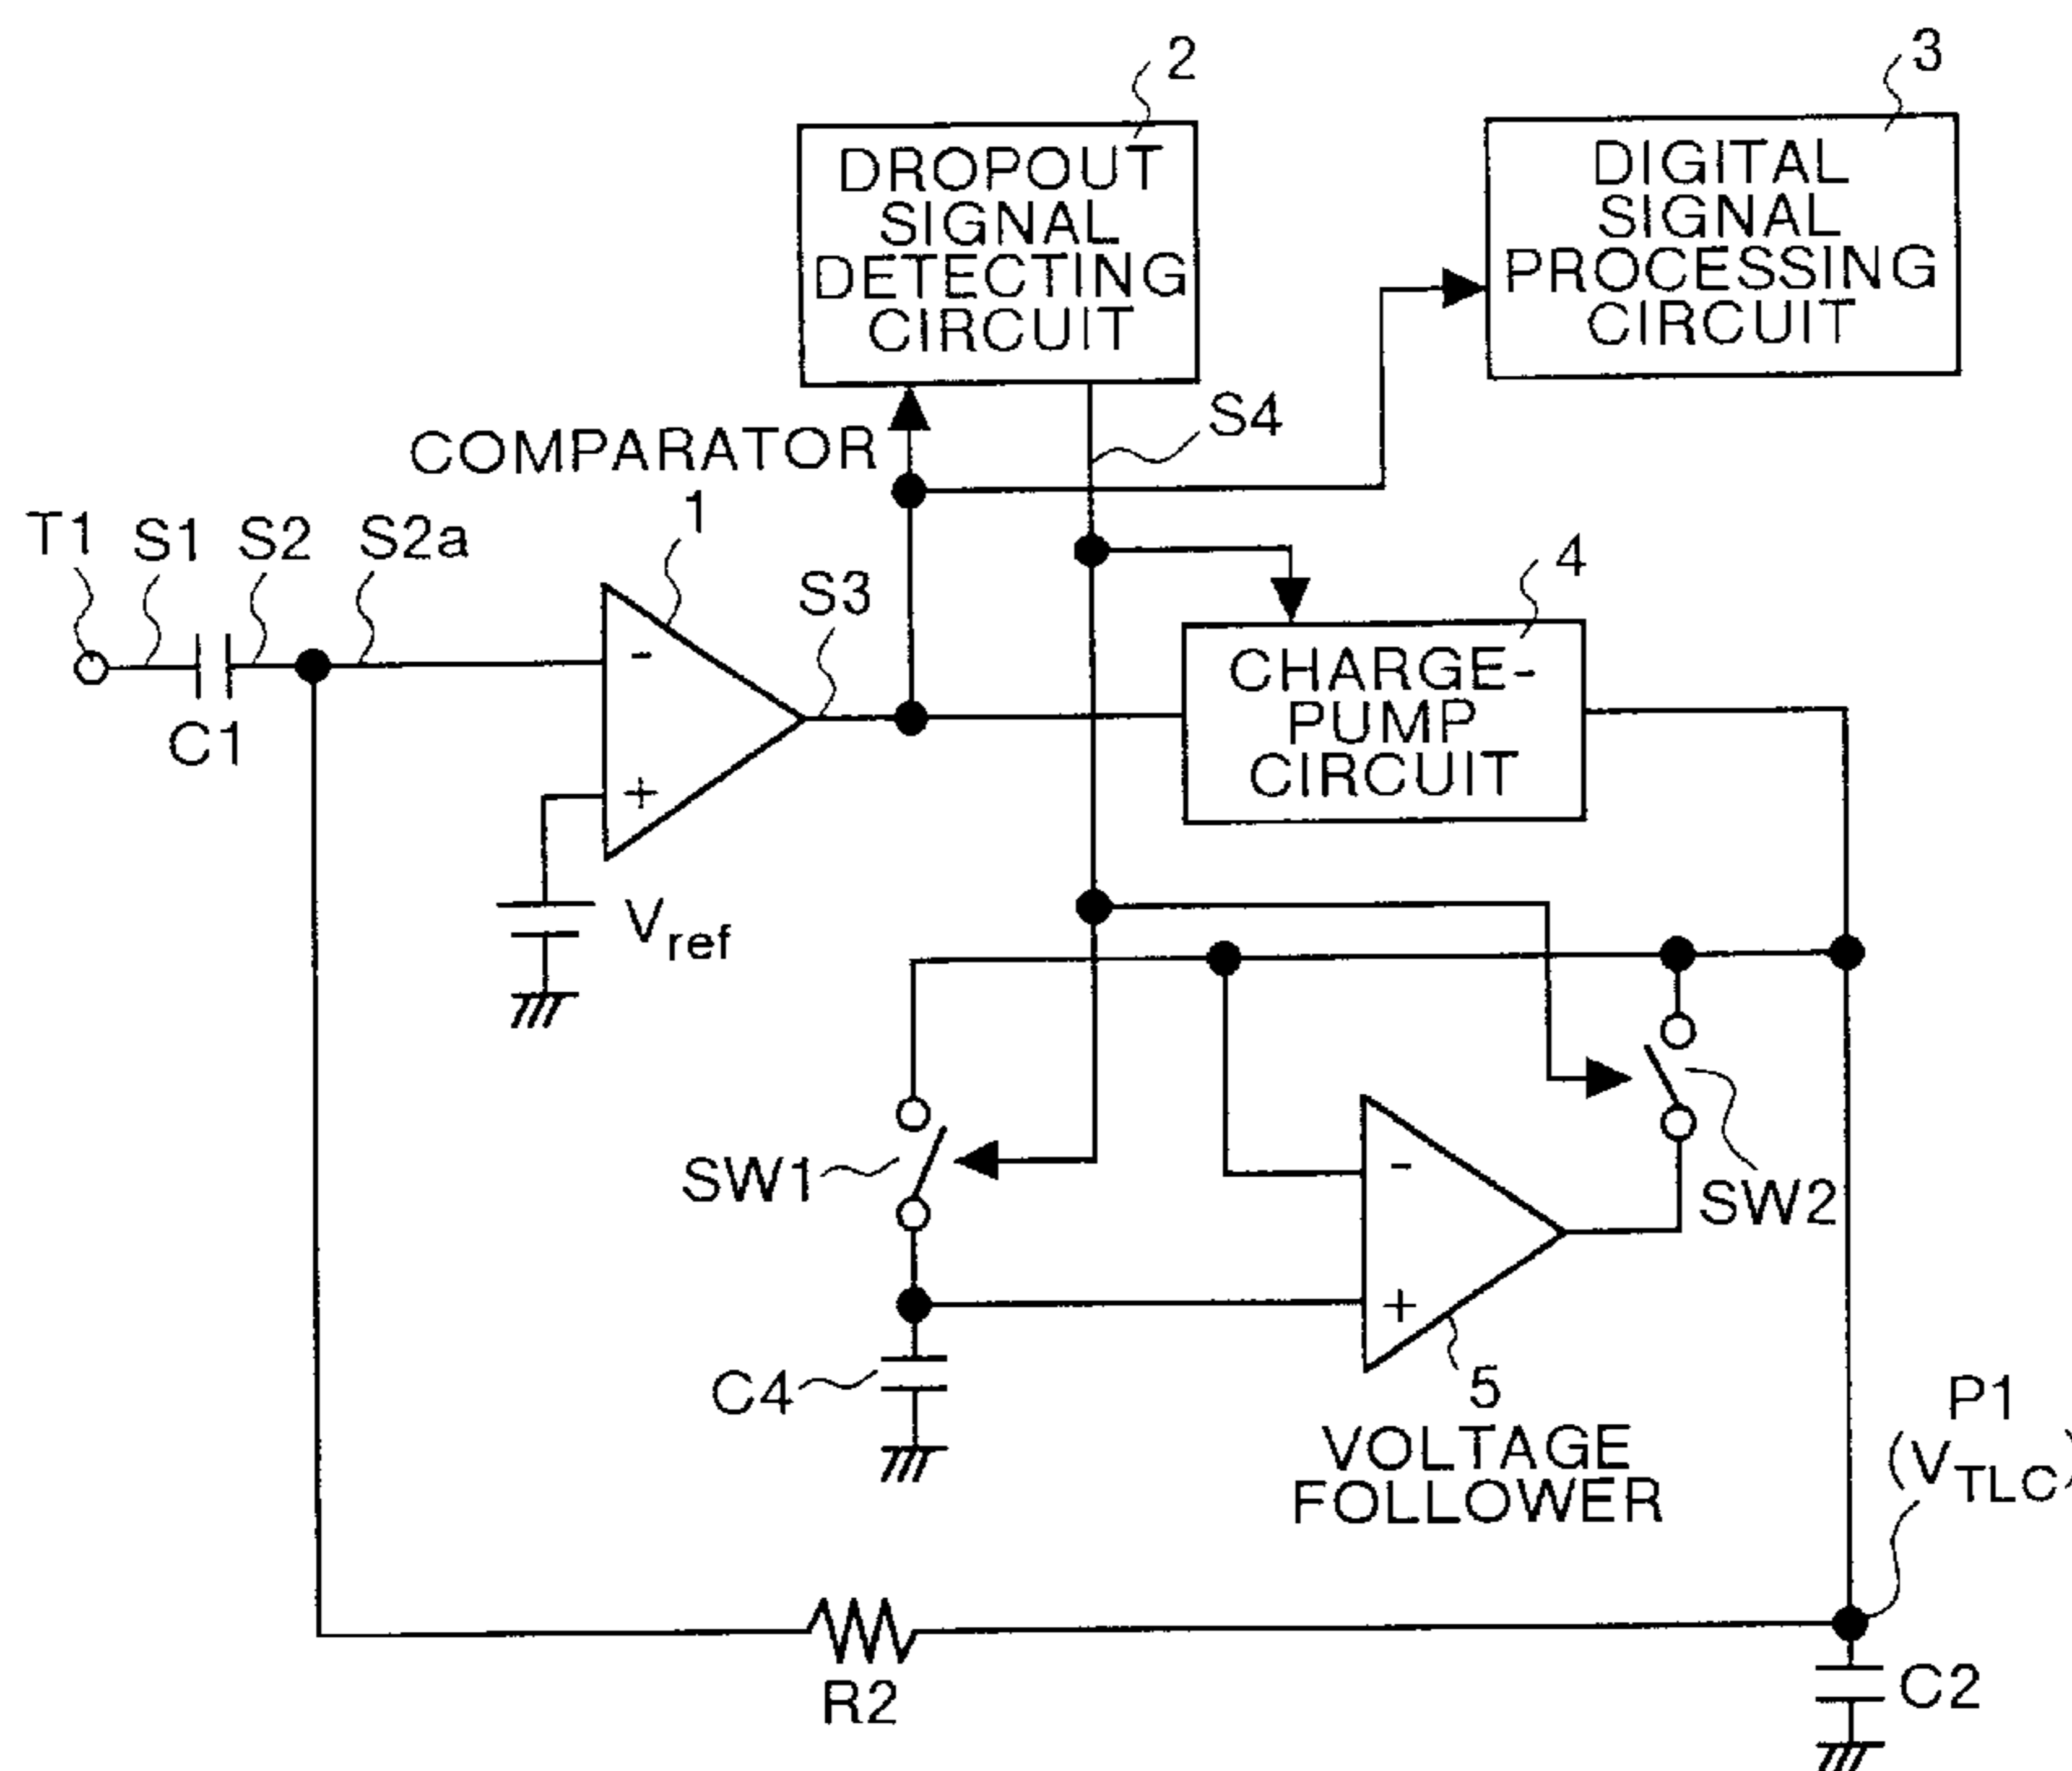 2
3
DROPOUT
SIGNAL
DETECTING
CIRCUIT
DIGITAL
SIGNAL
PROCESSING
CIRCUIT
S4
COMPARATOR
1
T1
S1
S2
S2a
S3
4
-
+
C1
CHARGE-
PUMP
CIRCUIT
Vref
SW1
-
+
SW2
C4
5
VOLTAGE
FOLLOWER
P1
(VTLC)
R2
C2